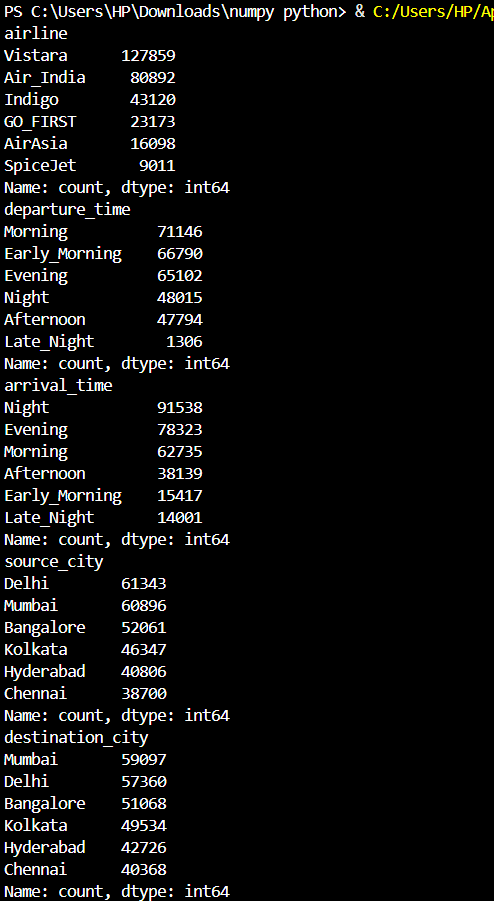 PS C:\Users\HP\Downloads\numpy python> & C:/Users/HP/Ap
airline
Vistara      127859
Air_India     80892
Indigo        43120
GO_FIRST      23173
AirAsia       16098
SpiceJet       9011
Name: count, dtype: int64
departure_time
Morning          71146
Early_Morning    66790
Evening          65102
Night            48015
Afternoon        47794
Late_Night        1306
Name: count, dtype: int64
arrival_time
Night            91538
Evening          78323
Morning          62735
Afternoon        38139
Early_Morning    15417
Late_Night       14001
Name: count, dtype: int64
source_city
Delhi        61343
Mumbai       60896
Bangalore    52061
Kolkata      46347
Hyderabad    40806
Chennai      38700
Name: count, dtype: int64
destination_city
Mumbai       59097
Delhi        57360
Bangalore    51068
Kolkata      49534
Hyderabad    42726
Chennai      40368
Name: count, dtype: int64